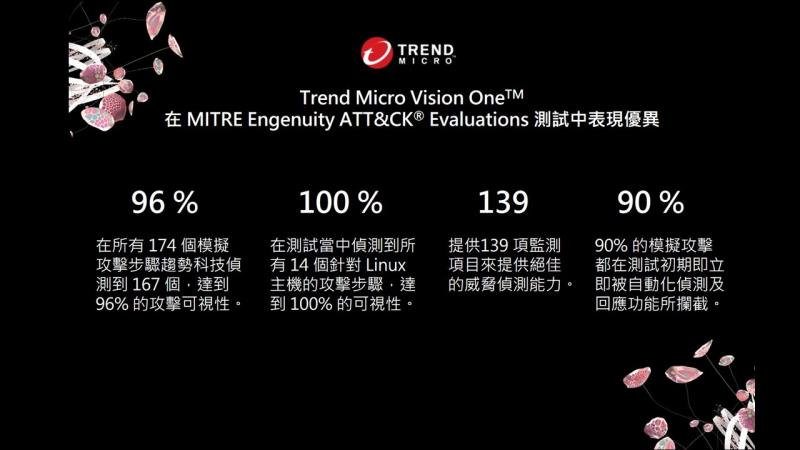 TREND
MICRO
Trend Micro Vision One™
在 MITRE Engenuity ATT&CK® Evaluations 測試中表現優異
96 %
在所有 174 個模擬
攻擊步驟趨勢科技偵
測到 167 個，達到
96% 的攻擊可視性。
100 %
在測試當中偵測到所
有 14 個針對 Linux
主機的攻擊步驟，達
到 100% 的可視性。
139
提供139 項監測
項目來提供絕佳
的威脅偵測能力。
90 %
90% 的模擬攻擊
都在測試初期即立
即被自動化偵測及
回應功能所攔截。